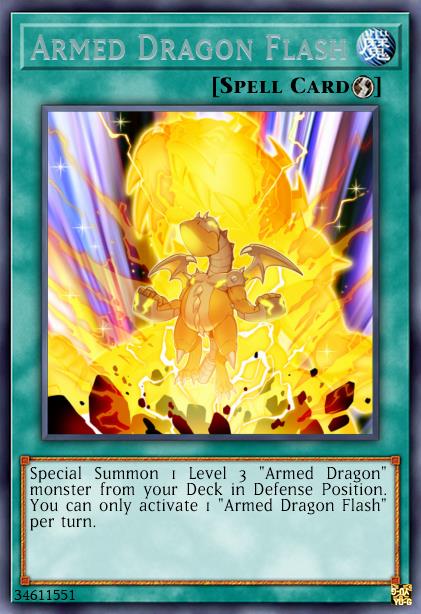 Armed Dragon Flash 魔
[Spell Card]
Special Summon 1 Level 3 "Armed Dragon"
monster from your Deck in Defense Position.
You can only activate 1 "Armed Dragon Flash"
per turn.
34611551